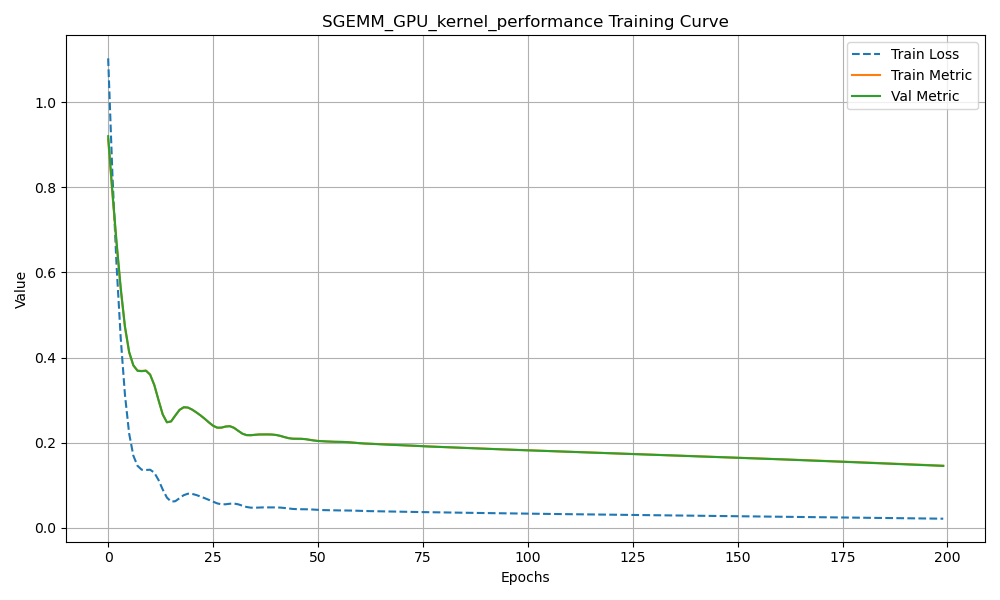 SGEMM_GPU_kernel_performance Training Curve
Train Loss
Train Metric
Val Metric
Value
1.0
0.8
0.6
0.4
0.2
0.0
0 25 50 75 100 125 150 175 200
Epochs